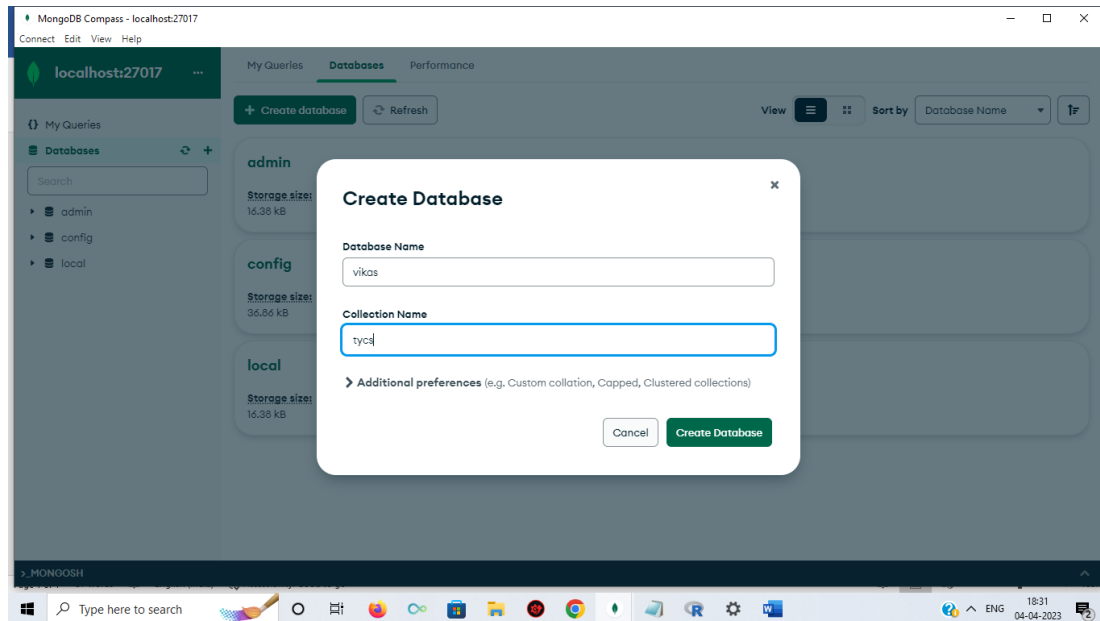 MongoDB Compass - localhost:27017
Connect Edit View Help
localhost:27017 ...
My Queries Databases Performance
+ Create database Refresh View Sort by Database Name
{} My Queries
Databases
Search
admin
config
local
admin
Storage size:
16.38 kB
config
Storage size:
36.86 kB
local
Storage size:
16.38 kB
Create Database
Database Name
vikas
Collection Name
tycs
Additional preferences (e.g. Custom collation, Capped, Clustered collections)
Cancel Create Database
>_MONGOSH
Type here to search
ENG
18:31
04-04-2023
2